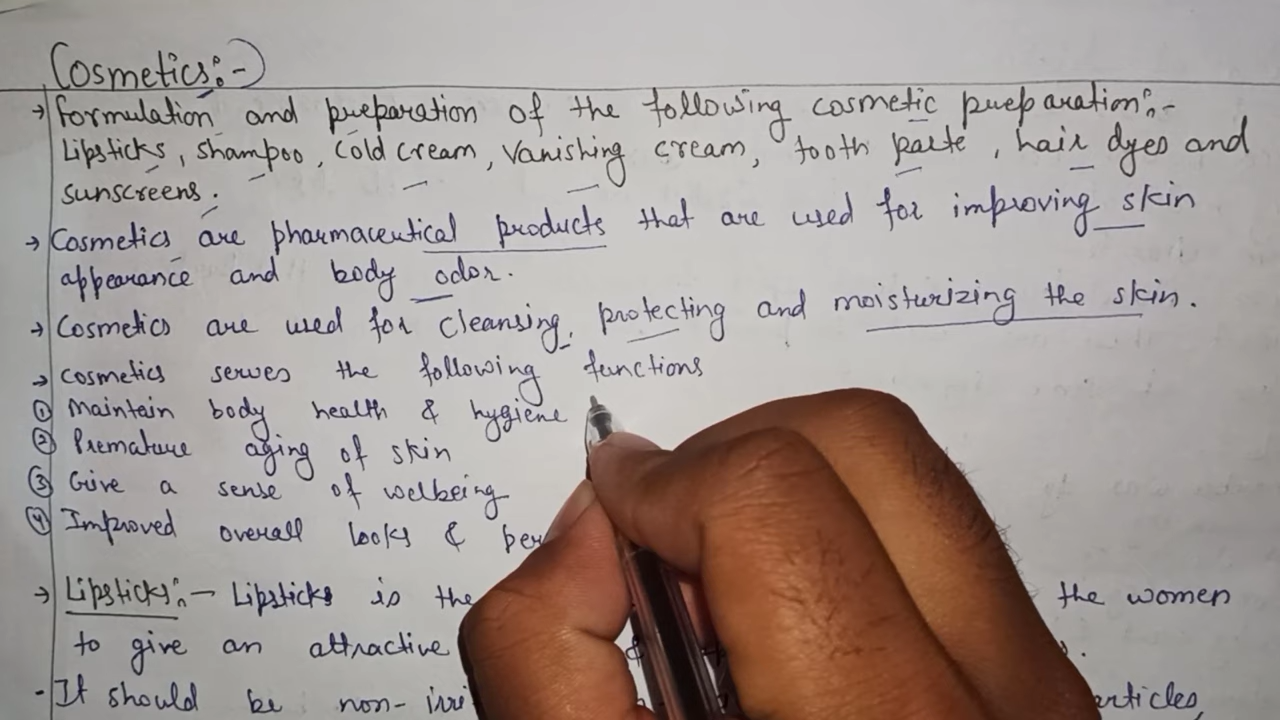 Cosmetics:-
→ Formulation and preparation of the following cosmetic preparation:-
Lipsticks, shampoo, cold cream, vanishing cream, tooth paste, hair dyes and
sunscreens.
→ Cosmetics are pharmaceutical products that are used for improving skin
appearance and body odor.
→ Cosmetics are used for cleansing, protecting and moisturizing the skin.
→ Cosmetics serves the following functions
① Maintain body health & hygiene
② Premature aging of skin
③ Give a sense of welbeing
④ Improved overall looks &
→ Lipsticks:- Lipsticks is the the women
to give an attractive &
- It should be non-